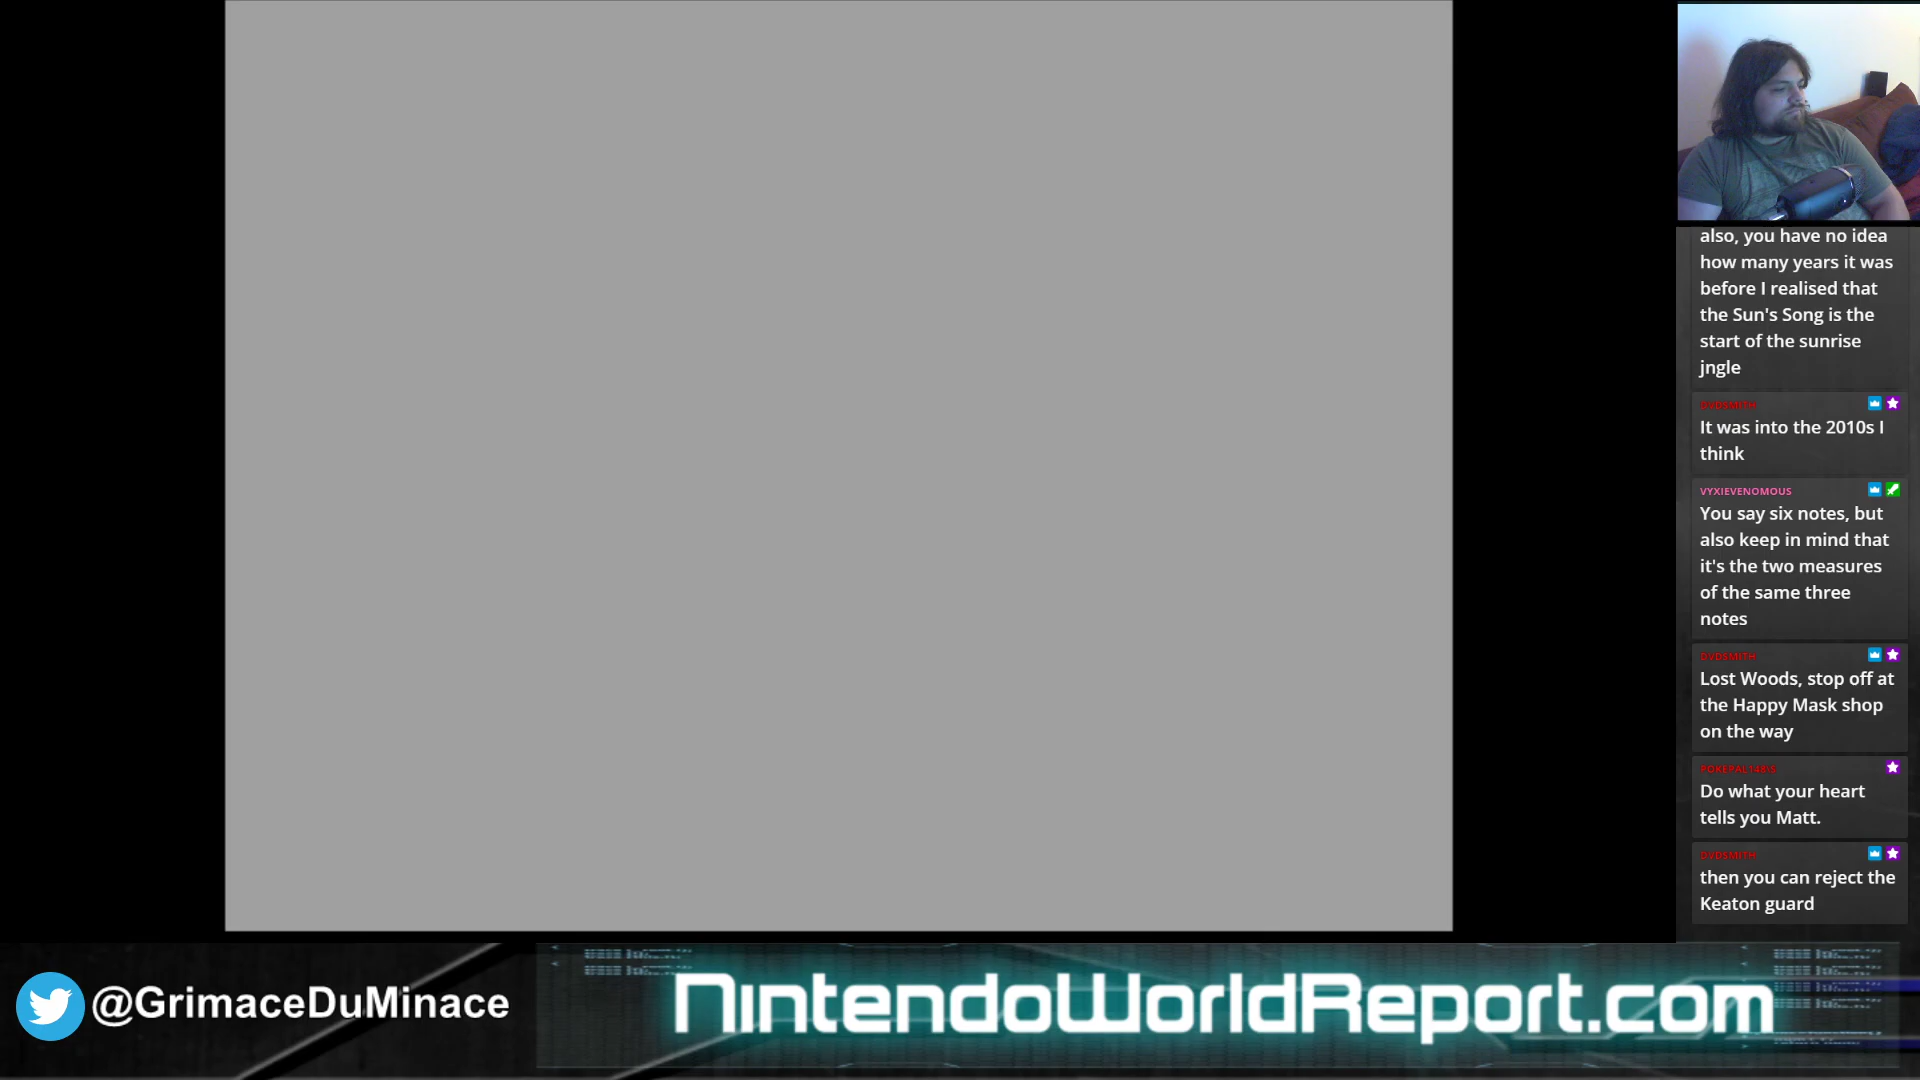 also, you have no idea
how many years it was
before I realised that
the Sun's Song is the
start of the sunrise
jngle
DVDSMITH
It was into the 2010s I
think
VYXIEVENOMOUS
You say six notes, but
also keep in mind that
it's the two measures
of the same three
notes
DVDSMITH
Lost Woods, stop off at
the Happy Mask shop
on the way
Do what your heart
tells you Matt.
DVDSMITH
then you can reject the
Keaton guard
@GrimaceDuMinace
NintendoWorldReport.com